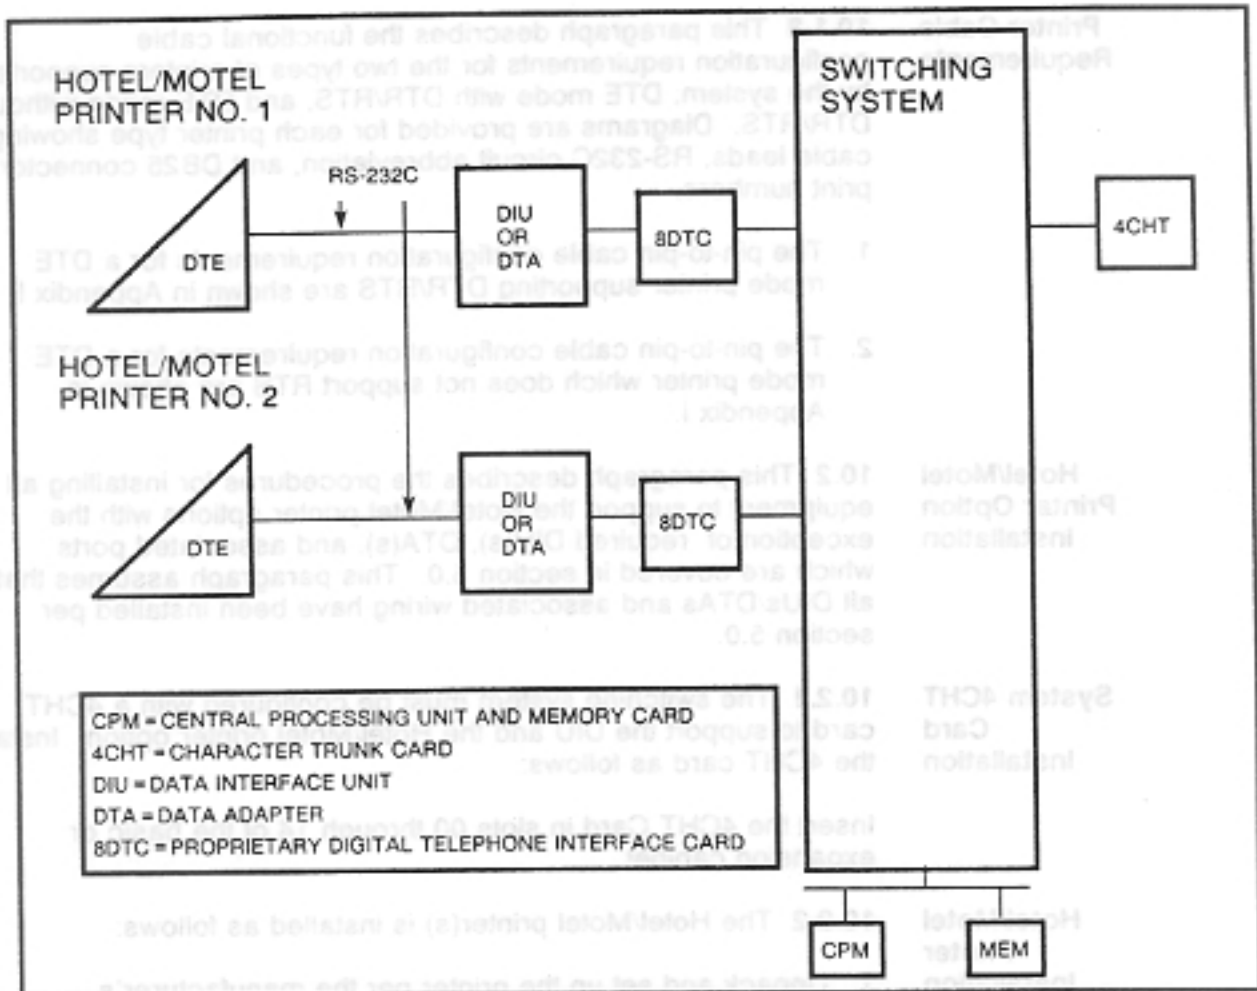 HOTEL/MOTEL
PRINTER NO. 1
SWITCHING
SYSTEM
RS-232C
DTE
DIU
OR
DTA
8DTC
4CHT
HOTEL/MOTEL
PRINTER NO. 2
DTE
DIU
OR
DTA
8DTC
CPM = CENTRAL PROCESSING UNIT AND MEMORY CARD
4CHT = CHARACTER TRUNK CARD
DIU = DATA INTERFACE UNIT
DTA = DATA ADAPTER
8DTC = PROPRIETARY DIGITAL TELEPHONE INTERFACE CARD
CPM
MEM